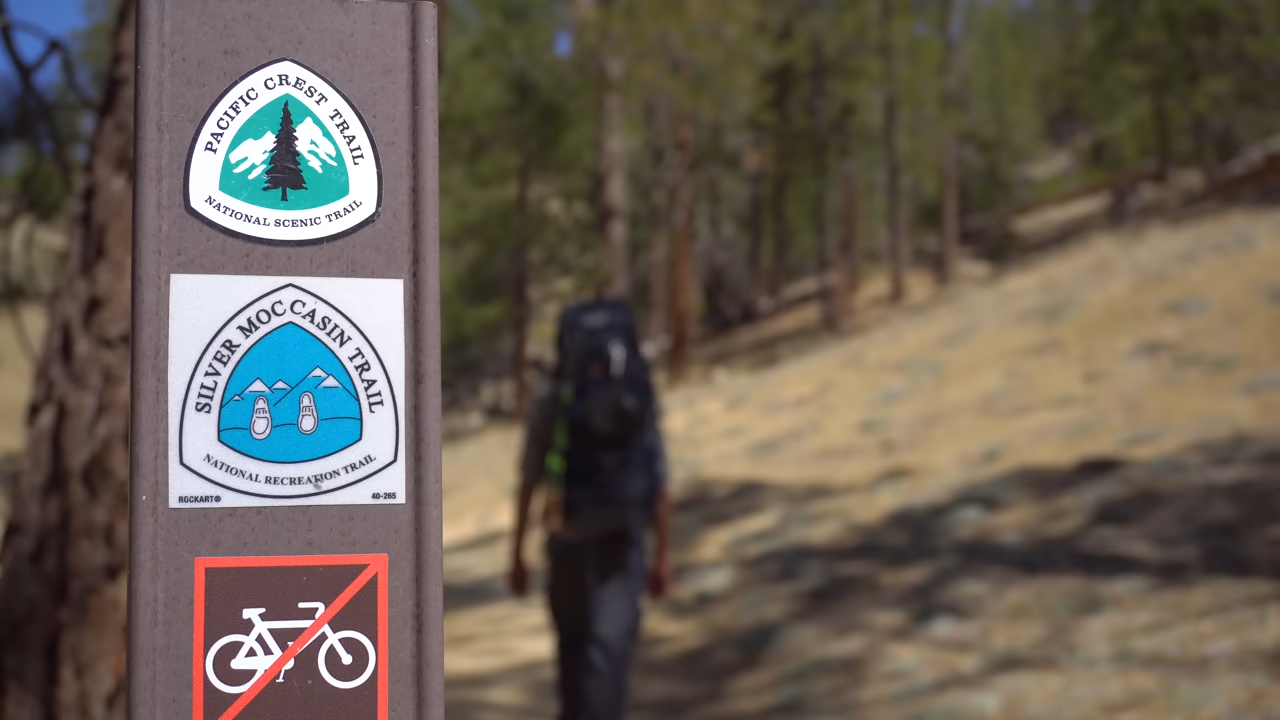 PACIFIC CREST TRAIL
NATIONAL SCENIC TRAIL
SILVER MOCCASIN TRAIL
NATIONAL RECREATION TRAIL
ROCKART® 40-265